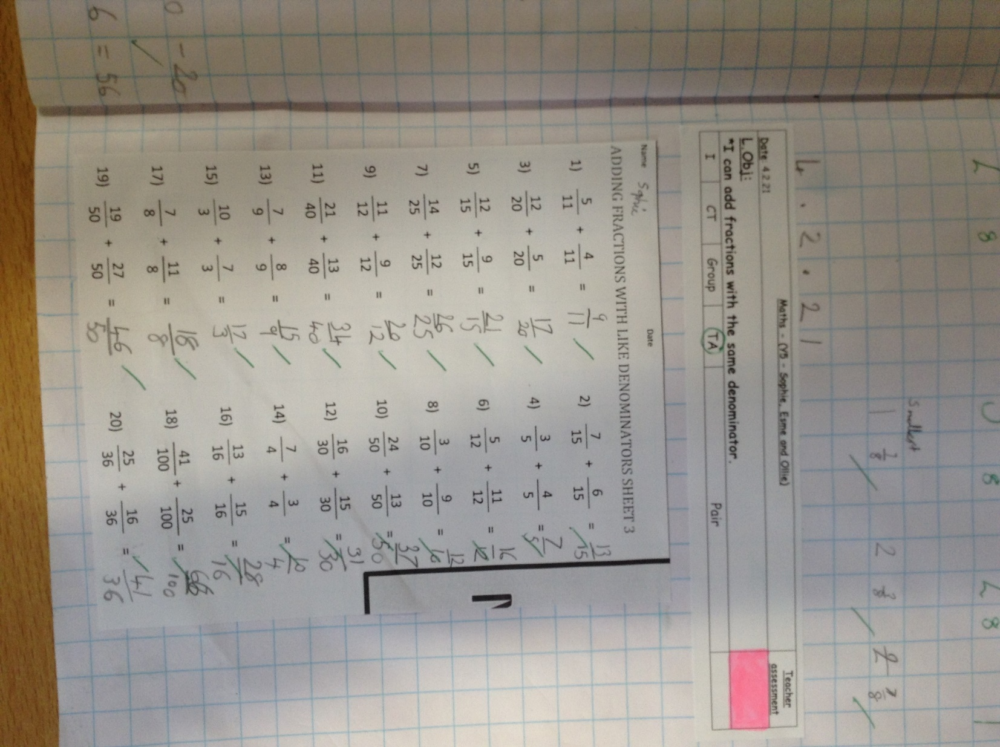 0 - 20
6 = 56
L 8 8 L 8
Smallest
1 1/8 2 3/8 2 7/8
4.2.21
Maths - (Y5 - Sophie, Esme and Ollie)
Date 4.2.21
Teacher assessment
L.Obj:
*I can add fractions with the same denominator.
I CT Group TA Pair
Name Sophie Date
ADDING FRACTIONS WITH LIKE DENOMINATORS SHEET 3
1) 5/11 + 4/11 = 9/11 2) 7/15 + 6/15 = 13/15
3) 12/20 + 5/20 = 17/20 4) 3/5 + 4/5 = 7/5
5) 12/15 + 9/15 = 21/15 6) 5/12 + 11/12 = 16/12
7) 14/25 + 12/25 = 26/25 8) 3/10 + 9/10 = 12/10
9) 11/12 + 9/12 = 20/12 10) 24/50 + 13/50 = 37/50
11) 21/40 + 13/40 = 34/40 12) 16/30 + 15/30 = 31/30
13) 7/9 + 8/9 = 15/9 14) 7/4 + 3/4 = 10/4
15) 10/3 + 7/3 = 17/3 16) 13/16 + 15/16 = 28/16
17) 7/8 + 11/8 = 18/8 18) 41/100 + 25/100 = 66/100
19) 19/50 + 27/50 = 46/50 20) 25/36 + 16/36 = 41/36